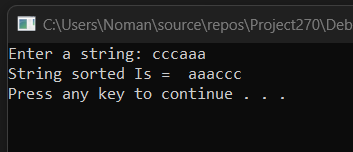 C:\Users\Noman\source\repos\Project270\Deb
Enter a string: cccaaa
String sorted Is =  aaaccc
Press any key to continue . . .